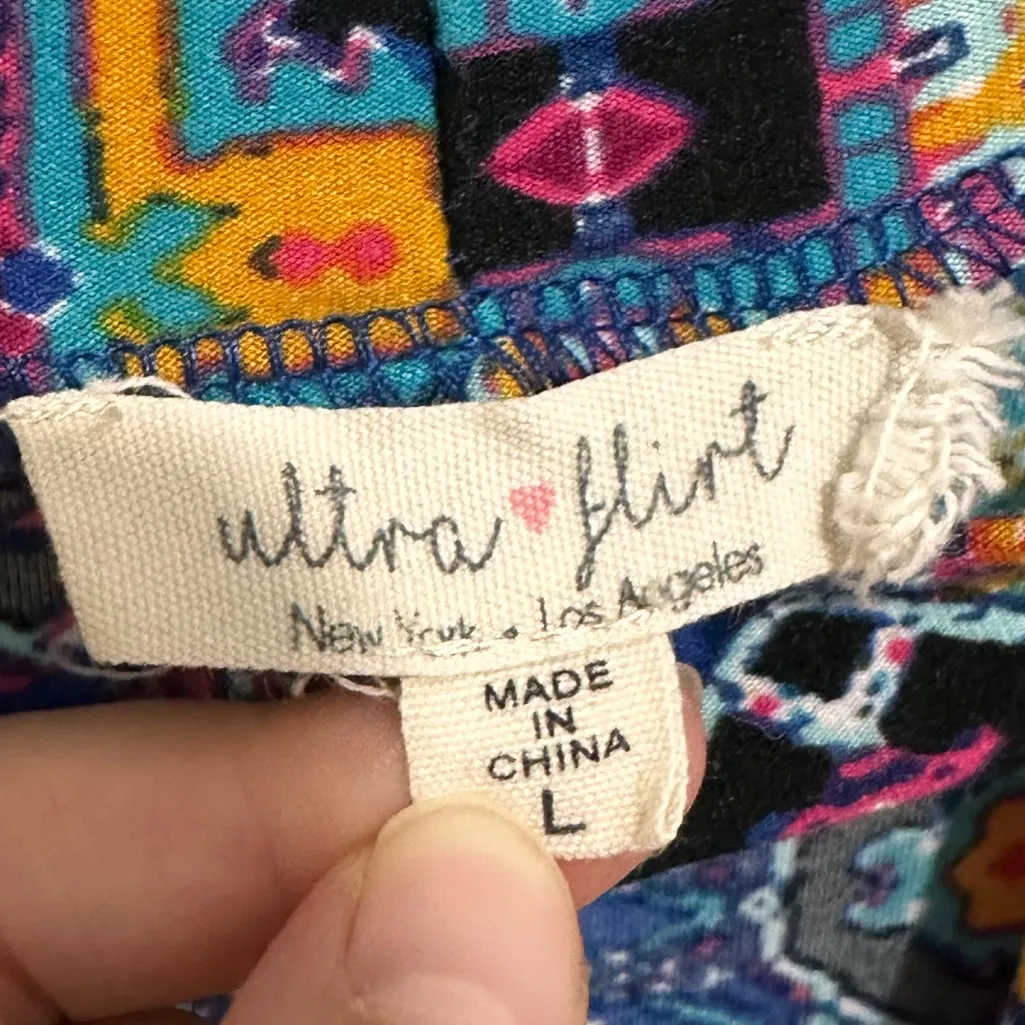 ultra flirt
New York . Los Angeles
MADE
IN
CHINA
L